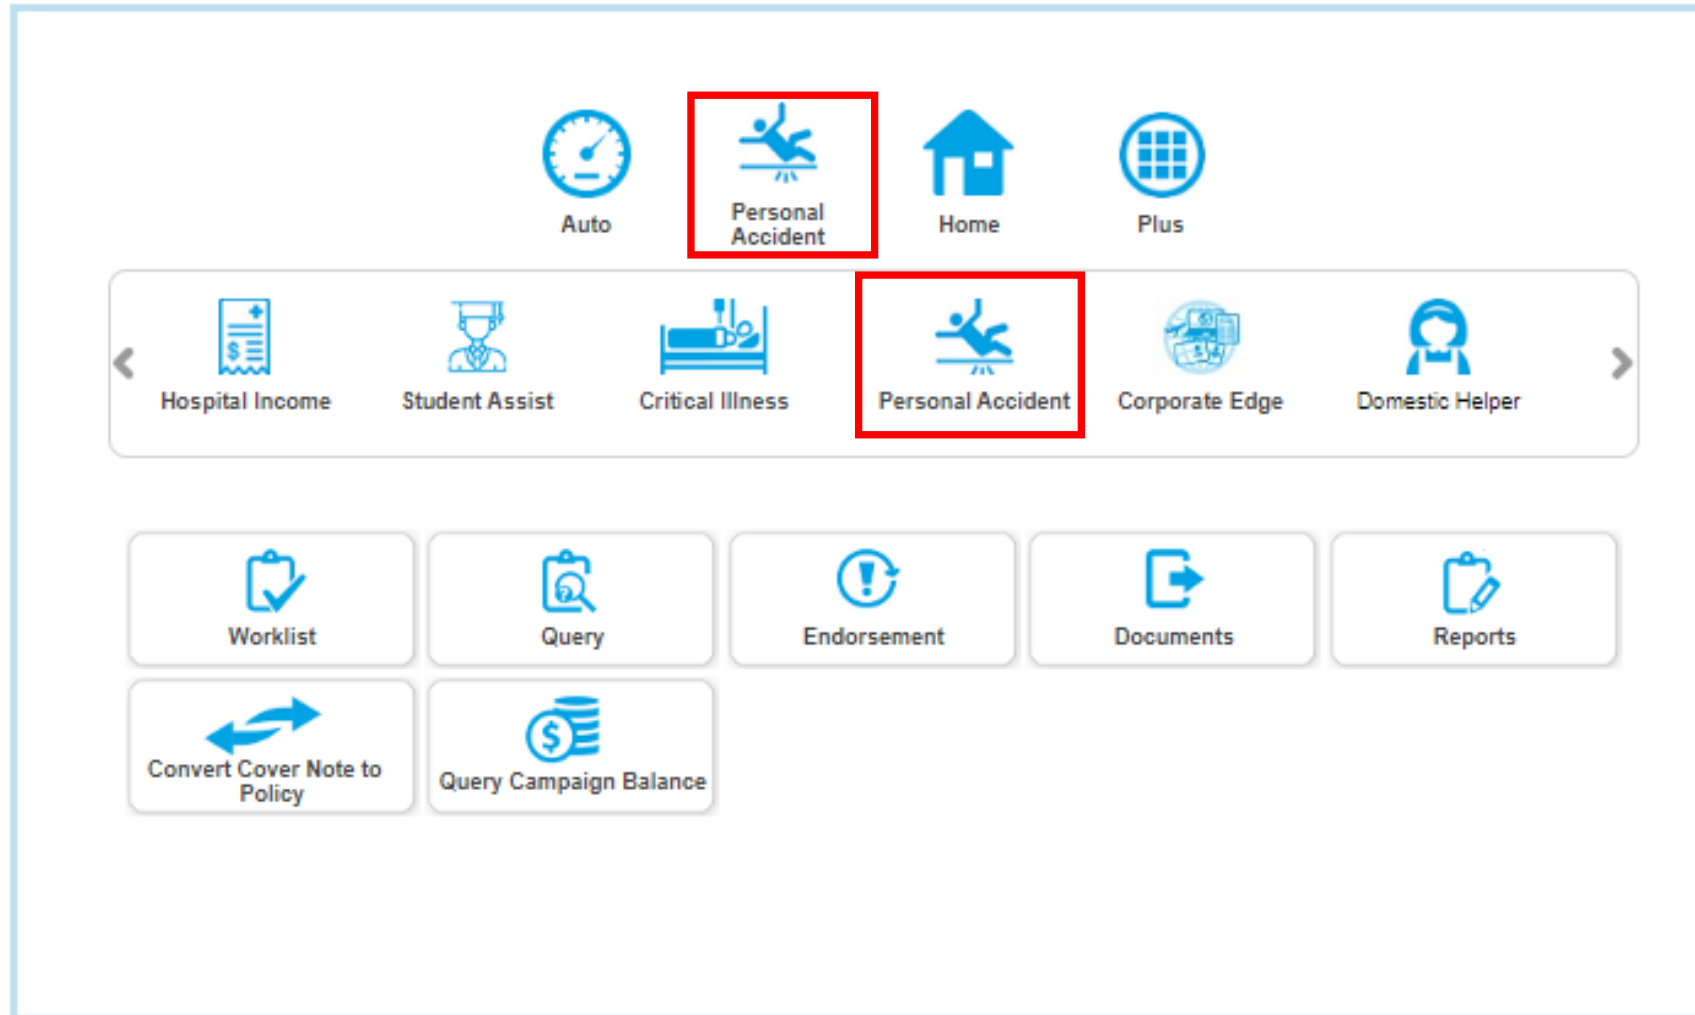 Auto
Personal
Accident
Home
Plus
Hospital Income
Student Assist
Critical Illness
Personal Accident
Corporate Edge
Domestic Helper
Worklist
Query
Endorsement
Documents
Reports
Convert Cover Note to
Policy
Query Campaign Balance